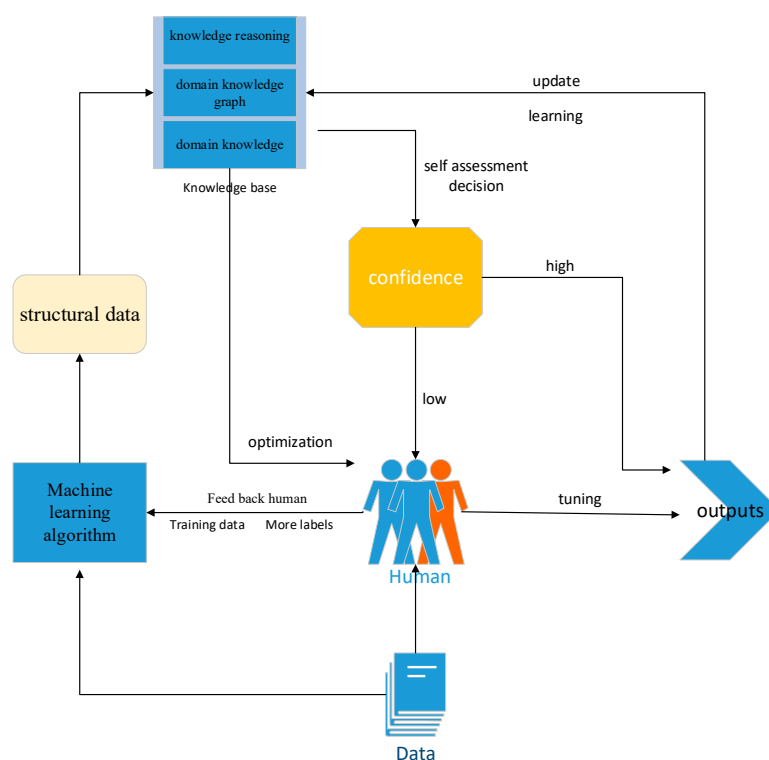 knowledge reasoning
domain knowledge
graph
domain knowledge
Knowledge base
update
learning
self assessment
decision
confidence
high
structural data
low
optimization
Machine
learning
algorithm
Feed back human
Training data More labels
tuning
outputs
Human
Data